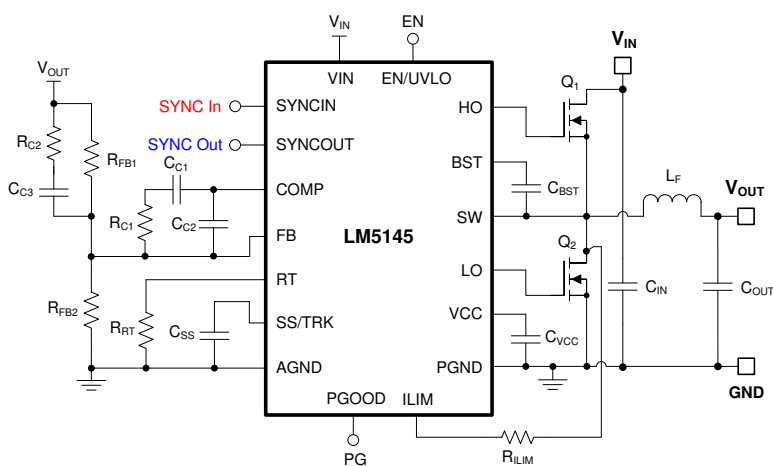 VIN
EN
VIN
VOUT
VIN
EN/UVLO
Q1
SYNC In
SYNCIN
HO
RC2
RFB1
SYNC Out
SYNCOUT
CC1
BST
CC3
COMP
CBST
LF
VOUT
RC1
CC2
SW
FB
LM5145
Q2
RT
LO
RFB2
RRT
CSS
SS/TRK
VCC
CIN
COUT
CVCC
AGND
PGND
GND
PGOOD
ILIM
PG
RILIM